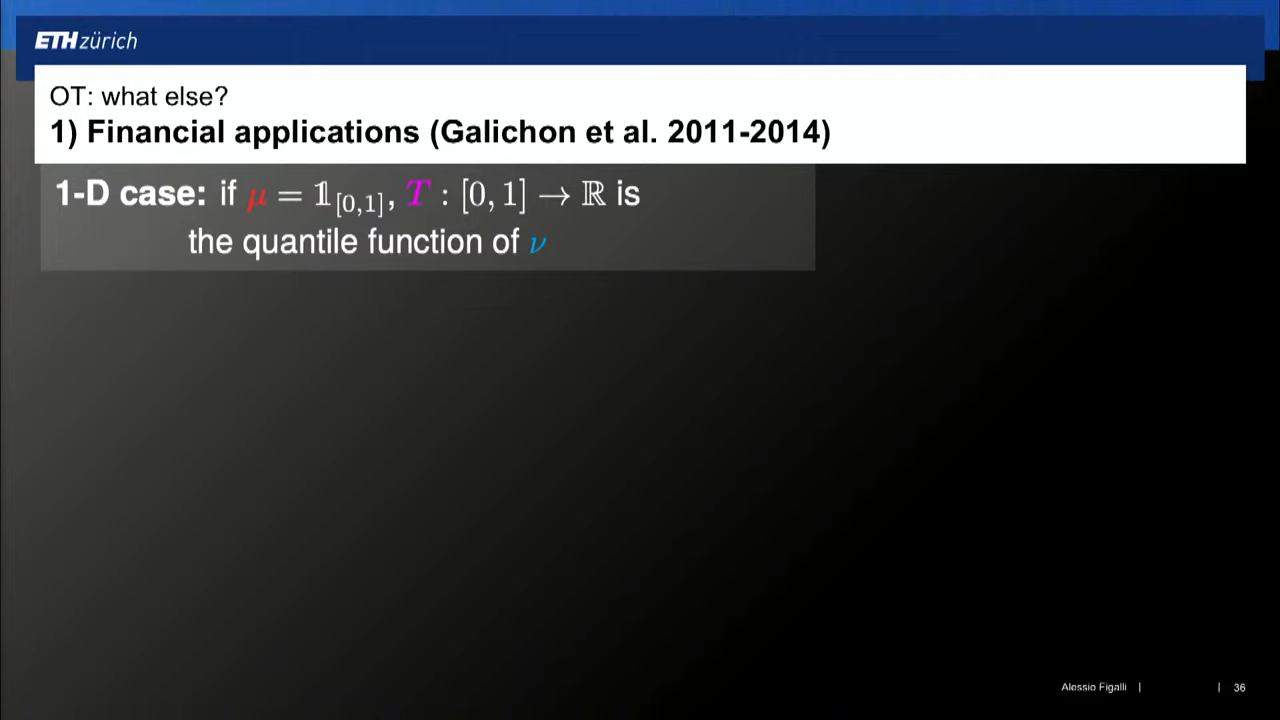 ETH zürich
OT: what else?
1) Financial applications (Galichon et al. 2011-2014)
1-D case: if μ = 𝟙_[0,1], T : [0, 1] → ℝ is
the quantile function of ν
Alessio Figalli | | 36